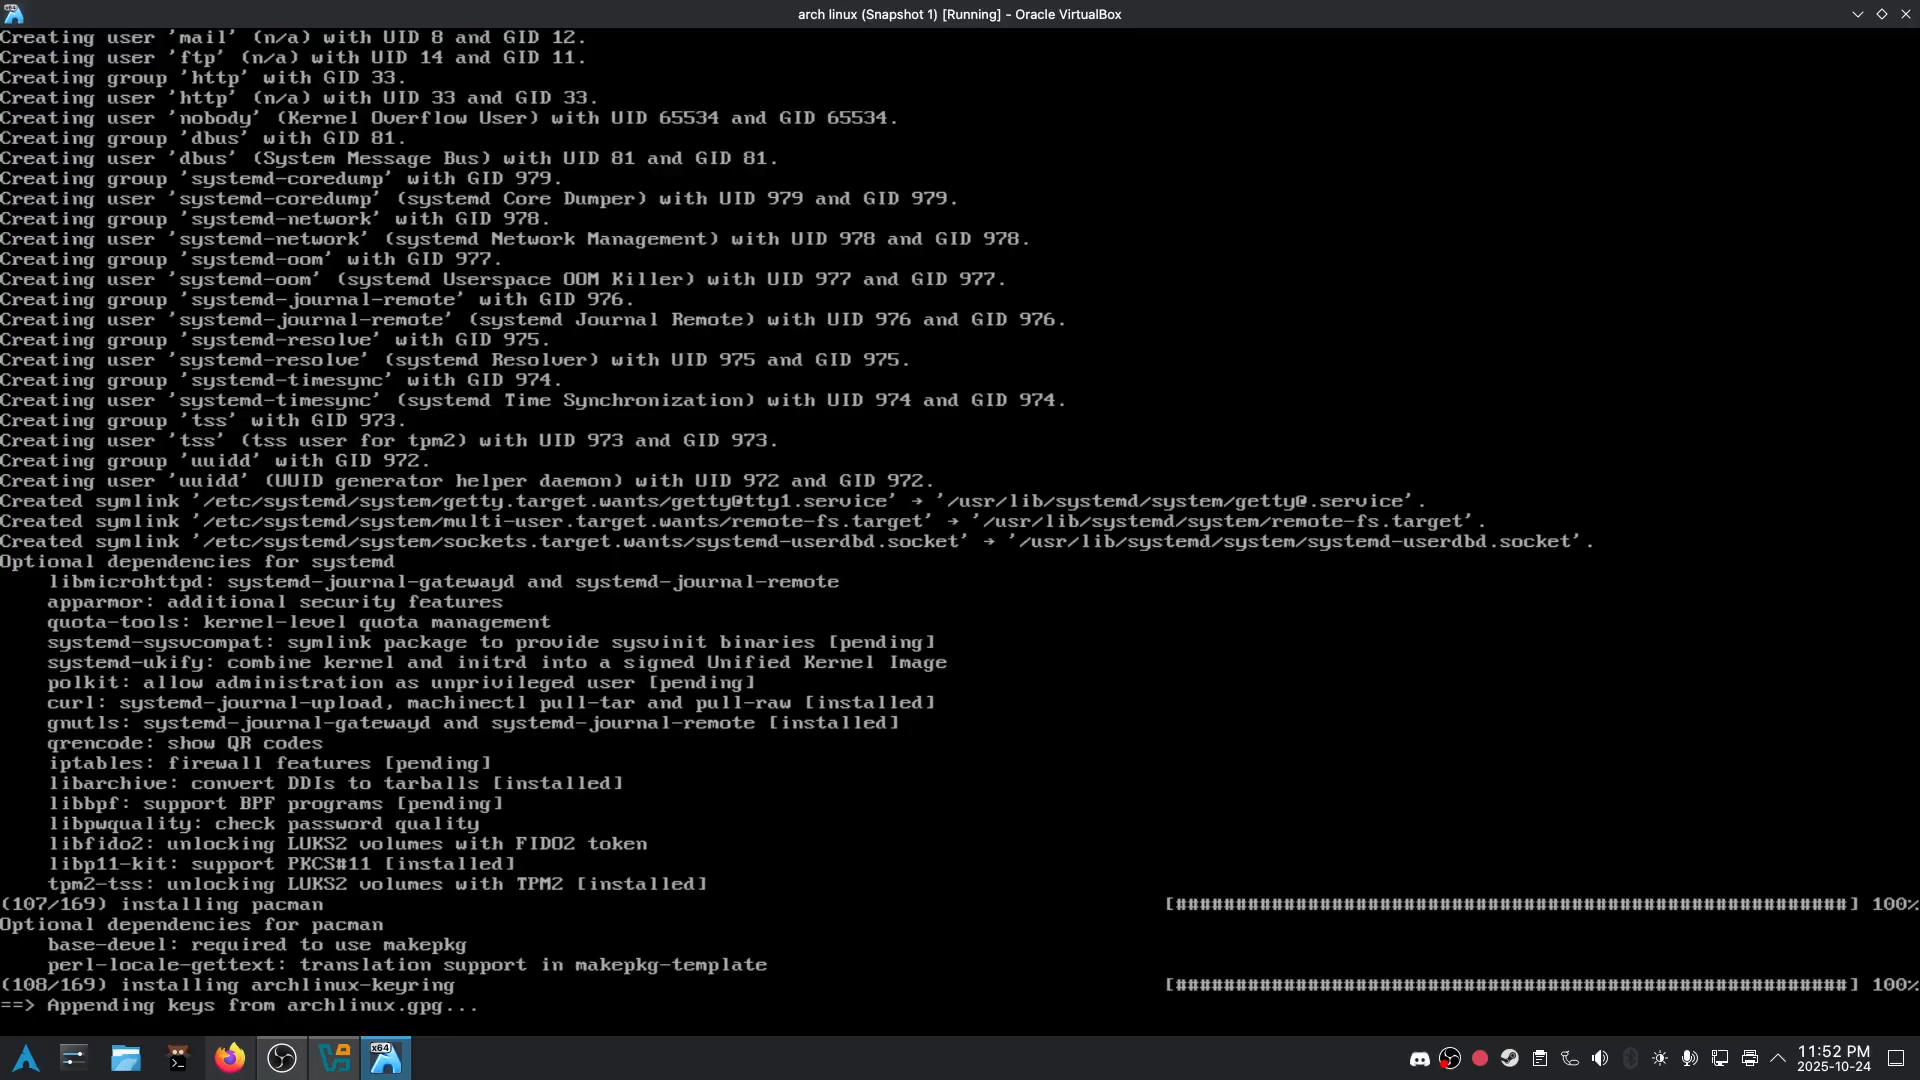 arch linux (Snapshot 1) [Running] - Oracle VirtualBox
Creating user 'mail' (n/a) with UID 8 and GID 12.
Creating user 'ftp' (n/a) with UID 14 and GID 11.
Creating group 'http' with GID 33.
Creating user 'http' (n/a) with UID 33 and GID 33.
Creating user 'nobody' (Kernel Overflow User) with UID 65534 and GID 65534.
Creating group 'dbus' with GID 81.
Creating user 'dbus' (System Message Bus) with UID 81 and GID 81.
Creating group 'systemd-coredump' with GID 979.
Creating user 'systemd-coredump' (systemd Core Dumper) with UID 979 and GID 979.
Creating group 'systemd-network' with GID 978.
Creating user 'systemd-network' (systemd Network Management) with UID 978 and GID 978.
Creating group 'systemd-oom' with GID 977.
Creating user 'systemd-oom' (systemd Userspace OOM Killer) with UID 977 and GID 977.
Creating group 'systemd-journal-remote' with GID 976.
Creating user 'systemd-journal-remote' (systemd Journal Remote) with UID 976 and GID 976.
Creating group 'systemd-resolve' with GID 975.
Creating user 'systemd-resolve' (systemd Resolver) with UID 975 and GID 975.
Creating group 'systemd-timesync' with GID 974.
Creating user 'systemd-timesync' (systemd Time Synchronization) with UID 974 and GID 974.
Creating group 'tss' with GID 973.
Creating user 'tss' (tss user for tpm2) with UID 973 and GID 973.
Creating group 'uuidd' with GID 972.
Creating user 'uuidd' (UUID generator helper daemon) with UID 972 and GID 972.
Created symlink '/etc/systemd/system/getty.target.wants/getty@tty1.service' → '/usr/lib/systemd/system/getty@.service'.
Created symlink '/etc/systemd/system/multi-user.target.wants/remote-fs.target' → '/usr/lib/systemd/system/remote-fs.target'.
Created symlink '/etc/systemd/system/sockets.target.wants/systemd-userdbd.socket' → '/usr/lib/systemd/system/systemd-userdbd.socket'.
Optional dependencies for systemd
    libmicrohttpd: systemd-journal-gatewayd and systemd-journal-remote
    apparmor: additional security features
    quota-tools: kernel-level quota management
    systemd-sysvcompat: symlink package to provide sysvinit binaries [pending]
    systemd-ukify: combine kernel and initrd into a signed Unified Kernel Image
    polkit: allow administration as unprivileged user [pending]
    curl: systemd-journal-upload, machinectl pull-tar and pull-raw [installed]
    gnutls: systemd-journal-gatewayd and systemd-journal-remote [installed]
    qrencode: show QR codes
    iptables: firewall features [pending]
    libarchive: convert DDIs to tarballs [installed]
    libbpf: support BPF programs [pending]
    libpwquality: check password quality
    libfido2: unlocking LUKS2 volumes with FIDO2 token
    libp11-kit: support PKCS#11 [installed]
    tpm2-tss: unlocking LUKS2 volumes with TPM2 [installed]
(107/169) installing pacman [########################################################] 100%
Optional dependencies for pacman
    base-devel: required to use makepkg
    perl-locale-gettext: translation support in makepkg-template
(108/169) installing archlinux-keyring [########################################################] 100%
==> Appending keys from archlinux.gpg...
x64
11:52 PM
2025-10-24